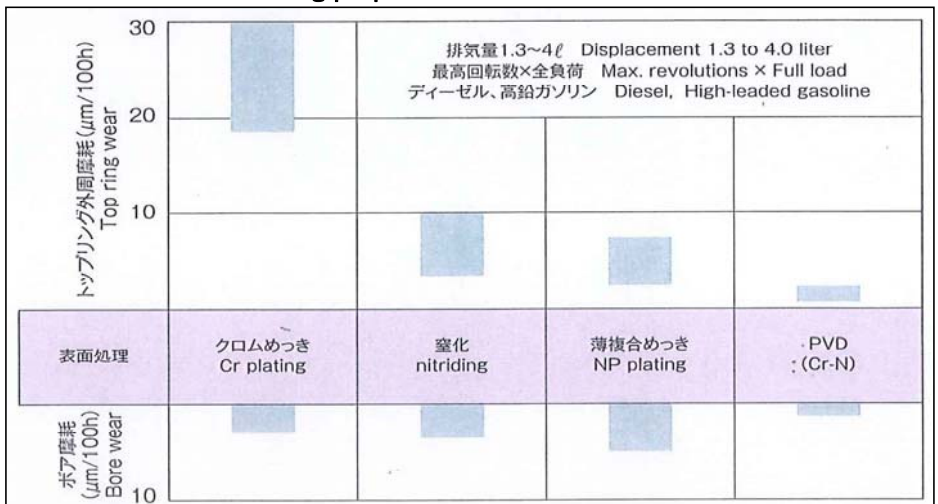 30
20
10
トップリング外周摩耗(μm/100h)
Top ring wear
排気量1.3~4ℓ Displacement 1.3 to 4.0 liter
最高回転数×全負荷 Max. revolutions × Full load
ディーゼル、高鉛ガソリン Diesel, High-leaded gasoline
表面処理
クロムめっき
Cr plating
窒化
nitriding
薄複合めっき
NP plating
PVD
(Cr-N)
ボア摩耗
(μm/100h)
Bore wear
10